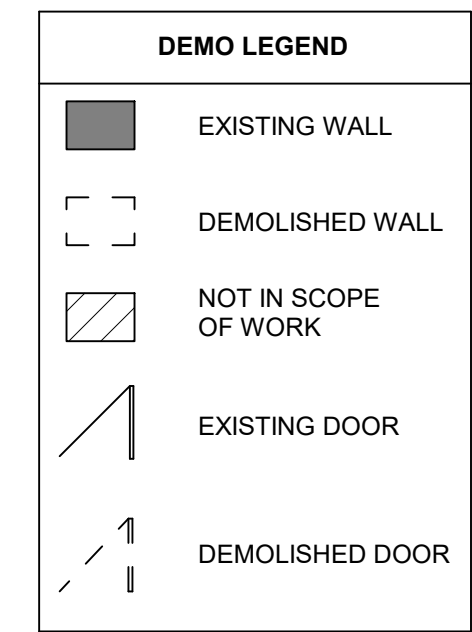 DEMO LEGEND
EXISTING WALL
DEMOLISHED WALL
NOT IN SCOPE
OF WORK
EXISTING DOOR
DEMOLISHED DOOR